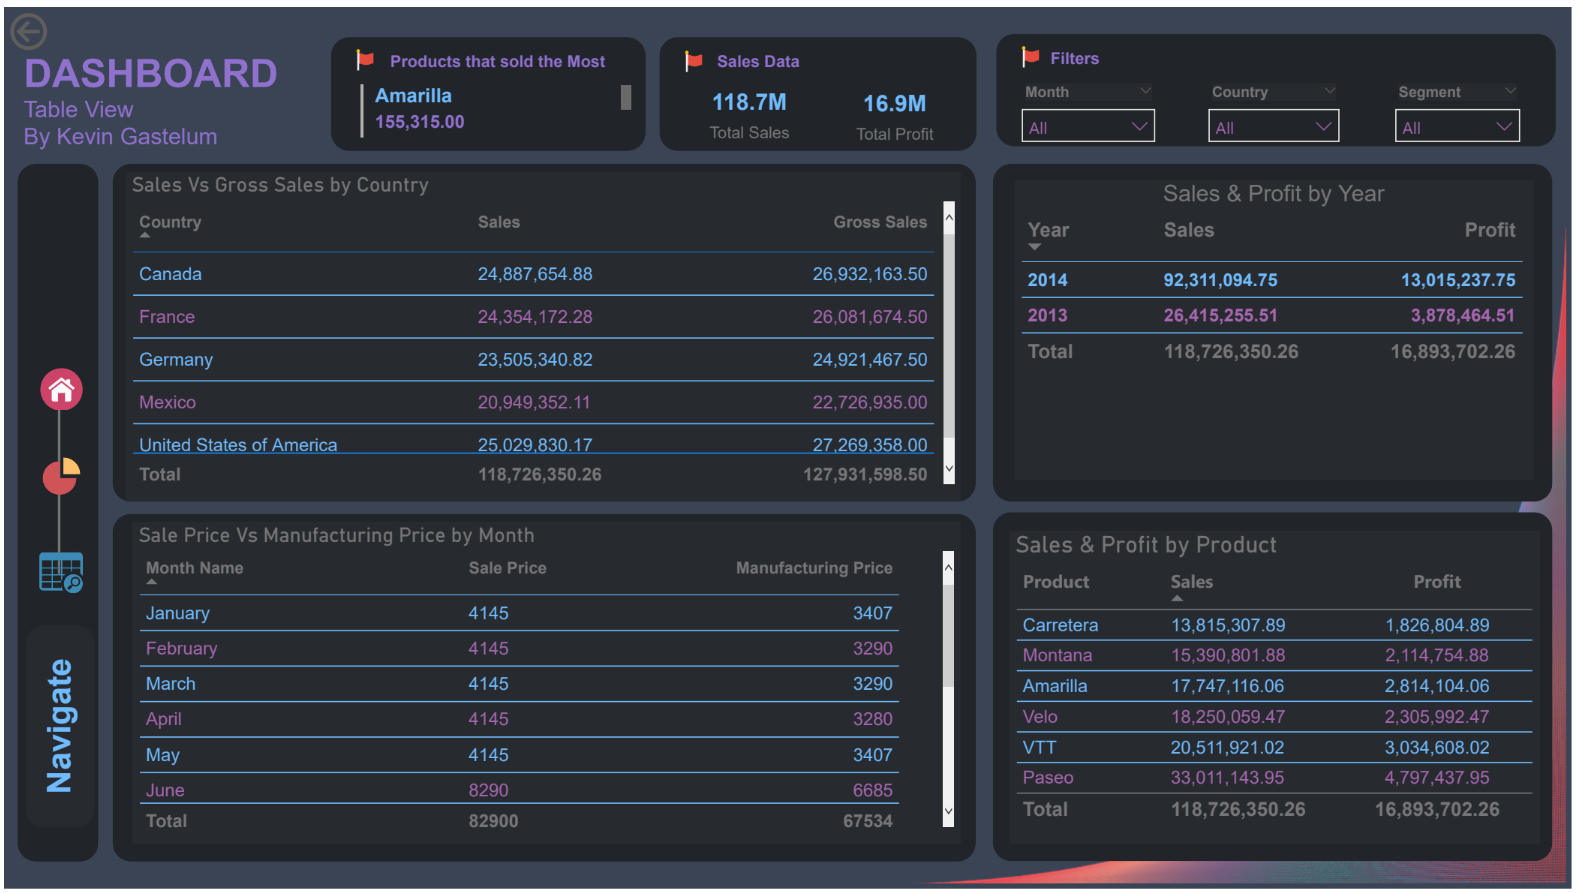 DASHBOARD
Table View
By Kevin Gastelum
Products that sold the Most
Amarilla
155,315.00
Sales Data
118.7M 16.9M
Total Sales Total Profit
Filters
Month Country Segment
All All All
Navigate
Sales Vs Gross Sales by Country
Country Sales Gross Sales
Canada 24,887,654.88 26,932,163.50
France 24,354,172.28 26,081,674.50
Germany 23,505,340.82 24,921,467.50
Mexico 20,949,352.11 22,726,935.00
United States of America 25,029,830.17 27,269,358.00
Total 118,726,350.26 127,931,598.50
Sales & Profit by Year
Year Sales Profit
2014 92,311,094.75 13,015,237.75
2013 26,415,255.51 3,878,464.51
Total 118,726,350.26 16,893,702.26
Sale Price Vs Manufacturing Price by Month
Month Name Sale Price Manufacturing Price
January 4145 3407
February 4145 3290
March 4145 3290
April 4145 3280
May 4145 3407
June 8290 6685
Total 82900 67534
Sales & Profit by Product
Product Sales Profit
Carretera 13,815,307.89 1,826,804.89
Montana 15,390,801.88 2,114,754.88
Amarilla 17,747,116.06 2,814,104.06
Velo 18,250,059.47 2,305,992.47
VTT 20,511,921.02 3,034,608.02
Paseo 33,011,143.95 4,797,437.95
Total 118,726,350.26 16,893,702.26